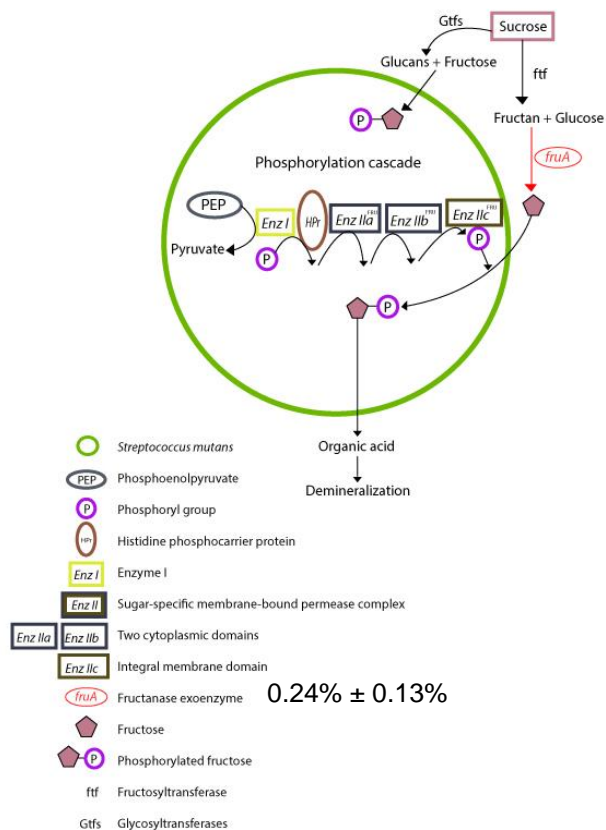 Gtfs
Sucrose
Glucans + Fructose
ftf
P
Fructan + Glucose
fruA
Phosphorylation cascade
PEP
Enz I
HPr
Enz IIa FRU
Enz IIb FRU
Enz IIc FRU
Pyruvate
P
P
P
Organic acid
Demineralization
Streptococcus mutans
PEP Phosphoenolpyruvate
P Phosphoryl group
HPr Histidine phosphocarrier protein
Enz I Enzyme I
Enz II Sugar-specific membrane-bound permease complex
Enz IIa Enz IIb Two cytoplasmic domains
Enz IIc Integral membrane domain
fruA Fructanase exoenzyme 0.24% ± 0.13%
Fructose
P Phosphorylated fructose
ftf Fructosyltransferase
Gtfs Glycosyltransferases